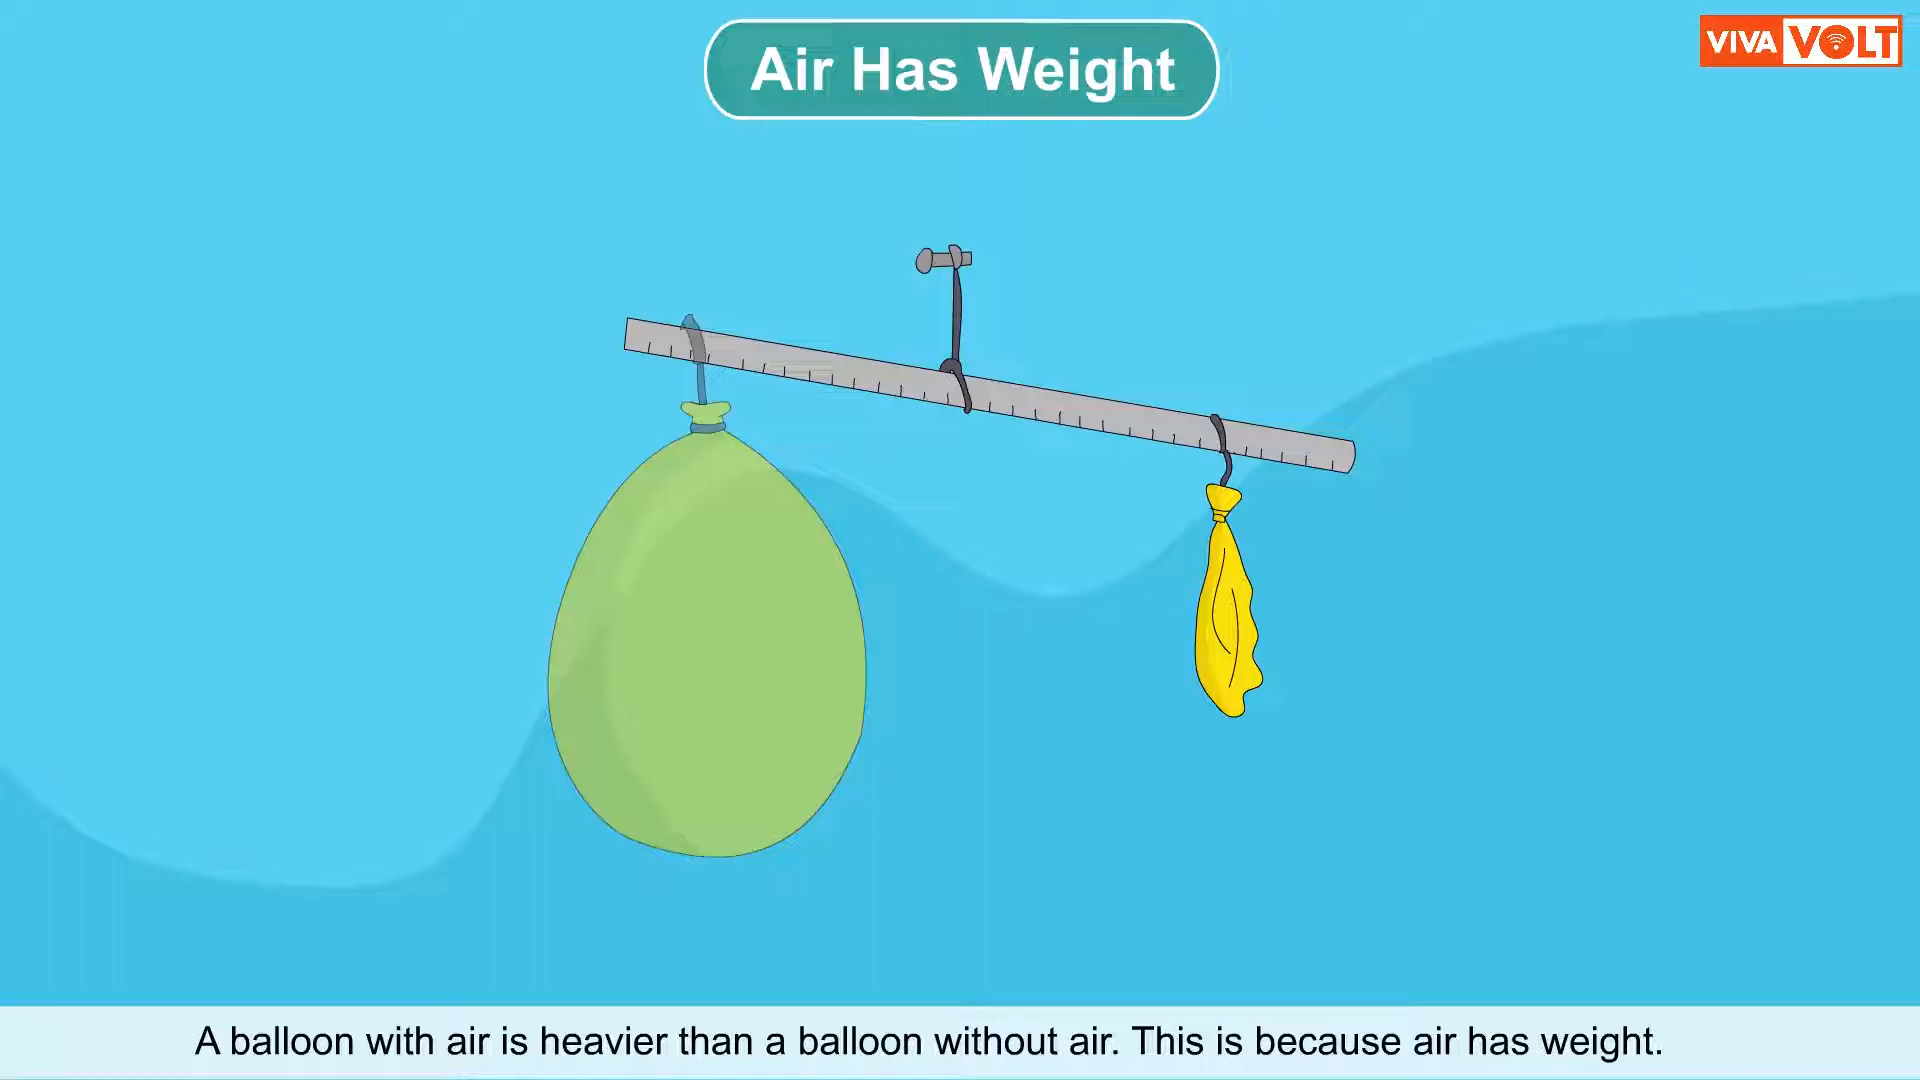 Air Has Weight
VIVA VOLT
A balloon with air is heavier than a balloon without air. This is because air has weight.